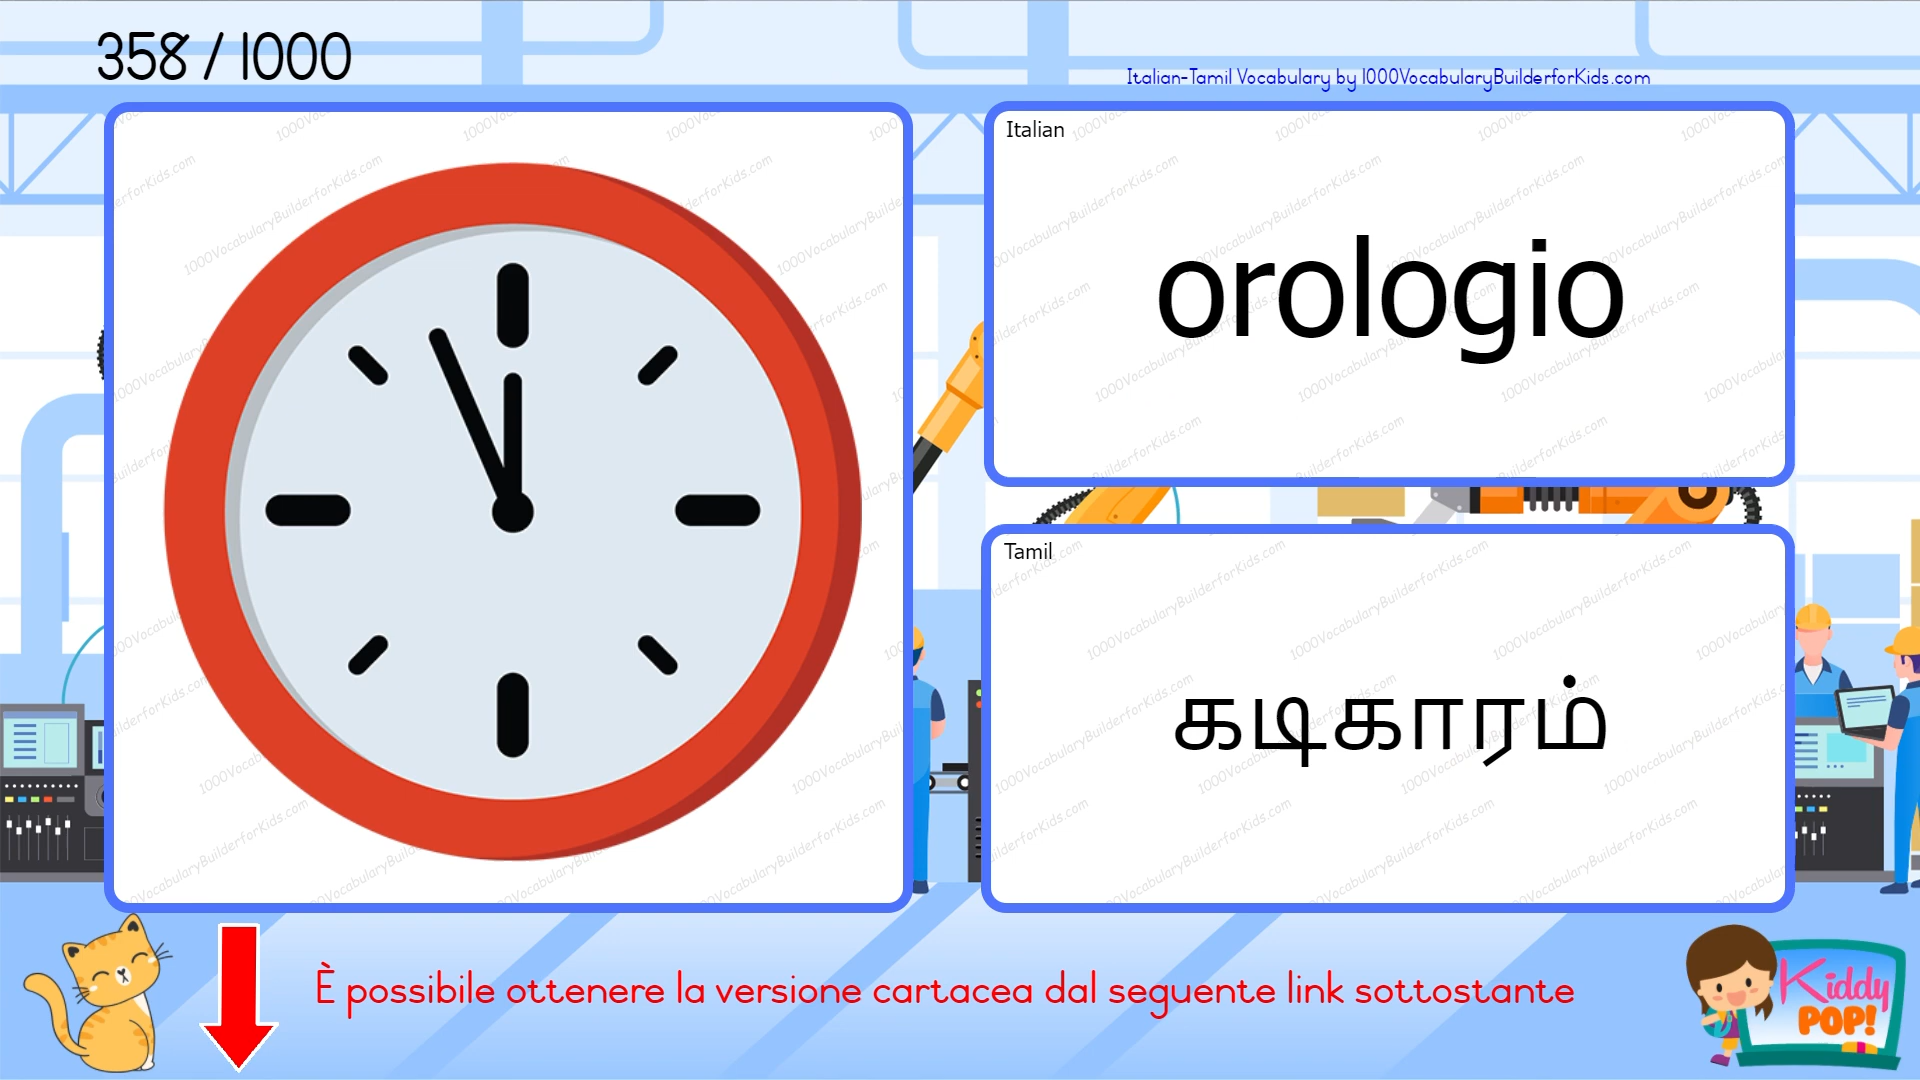 358 / 1000
Italian-Tamil Vocabulary by 1000VocabularyBuilderforKids.com
Italian
orologio
Tamil
கடிகாரம்
È possibile ottenere la versione cartacea dal seguente link sottostante
Kiddy
POP!